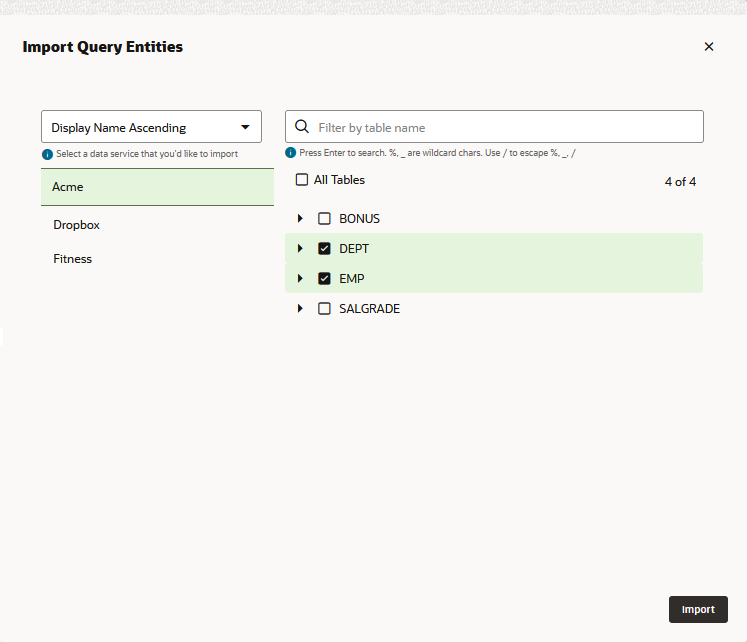 Import Query Entities
Display Name Ascending
Select a data service that you'd like to import
Acme
Dropbox
Fitness
Filter by table name
Press Enter to search. %, _ are wildcard chars. Use / to escape %, _, /
All Tables
4 of 4
BONUS
DEPT
EMP
SALGRADE
Import